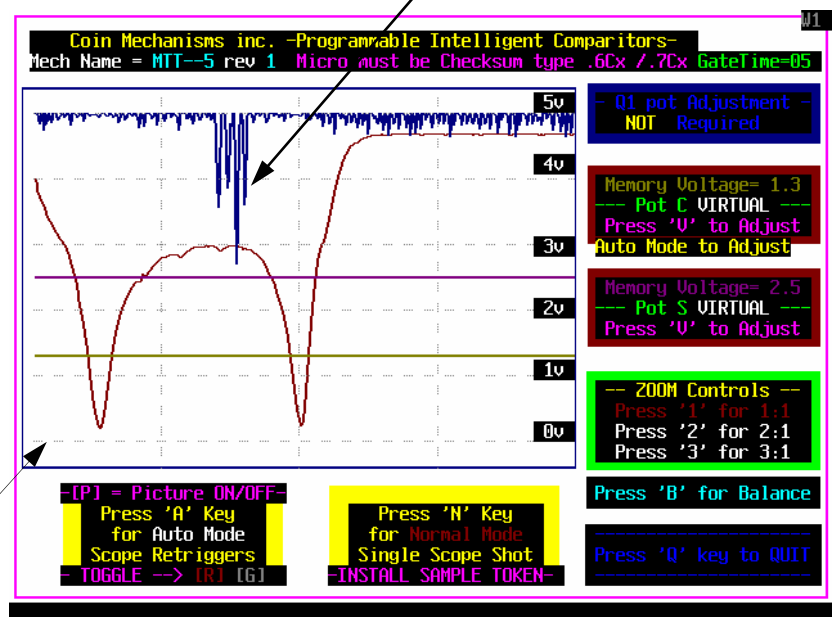 W1
Coin Mechanisms inc. -Programmable Intelligent Comparitors-
Mech Name = MTT--5 rev 1 Micro must be Checksum type .6Cx /.7Cx GateTime=05
5v
4v
3v
2v
1v
0v
- Q1 pot Adjustment -
NOT Required
Memory Voltage= 1.3
--- Pot C VIRTUAL ---
Press 'V' to Adjust
Auto Mode to Adjust
Memory Voltage= 2.5
--- Pot S VIRTUAL ---
Press 'V' to Adjust
-- ZOOM Controls --
Press '1' for 1:1
Press '2' for 2:1
Press '3' for 3:1
Press 'B' for Balance
Press 'Q' key to QUIT
-[P] = Picture ON/OFF-
Press 'A' Key
for Auto Mode
Scope Retriggers
- TOGGLE --> [R] [G]
Press 'N' Key
for Normal Mode
Single Scope Shot
-INSTALL SAMPLE TOKEN-